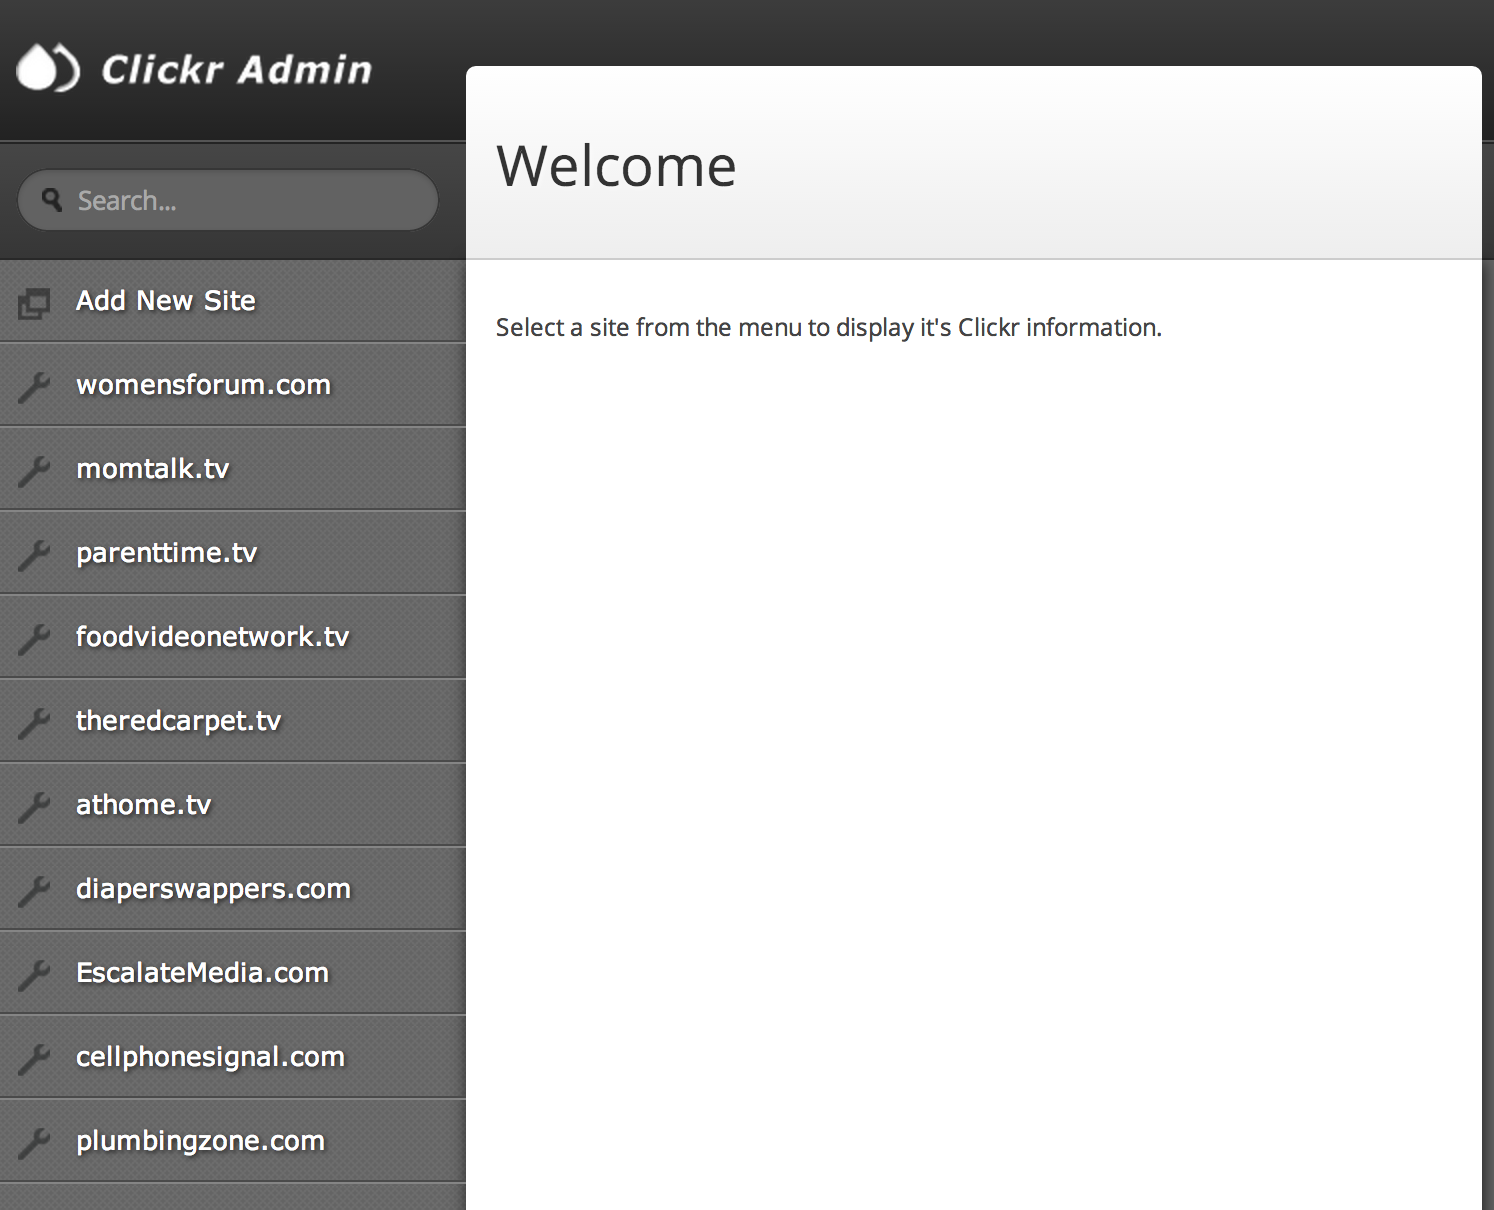 Clickr Admin
Search...
Add New Site
womensforum.com
momtalk.tv
parenttime.tv
foodvideonetwork.tv
theredcarpet.tv
athome.tv
diaperswappers.com
EscalateMedia.com
cellphonesignal.com
plumbingzone.com
Welcome
Select a site from the menu to display it's Clickr information.